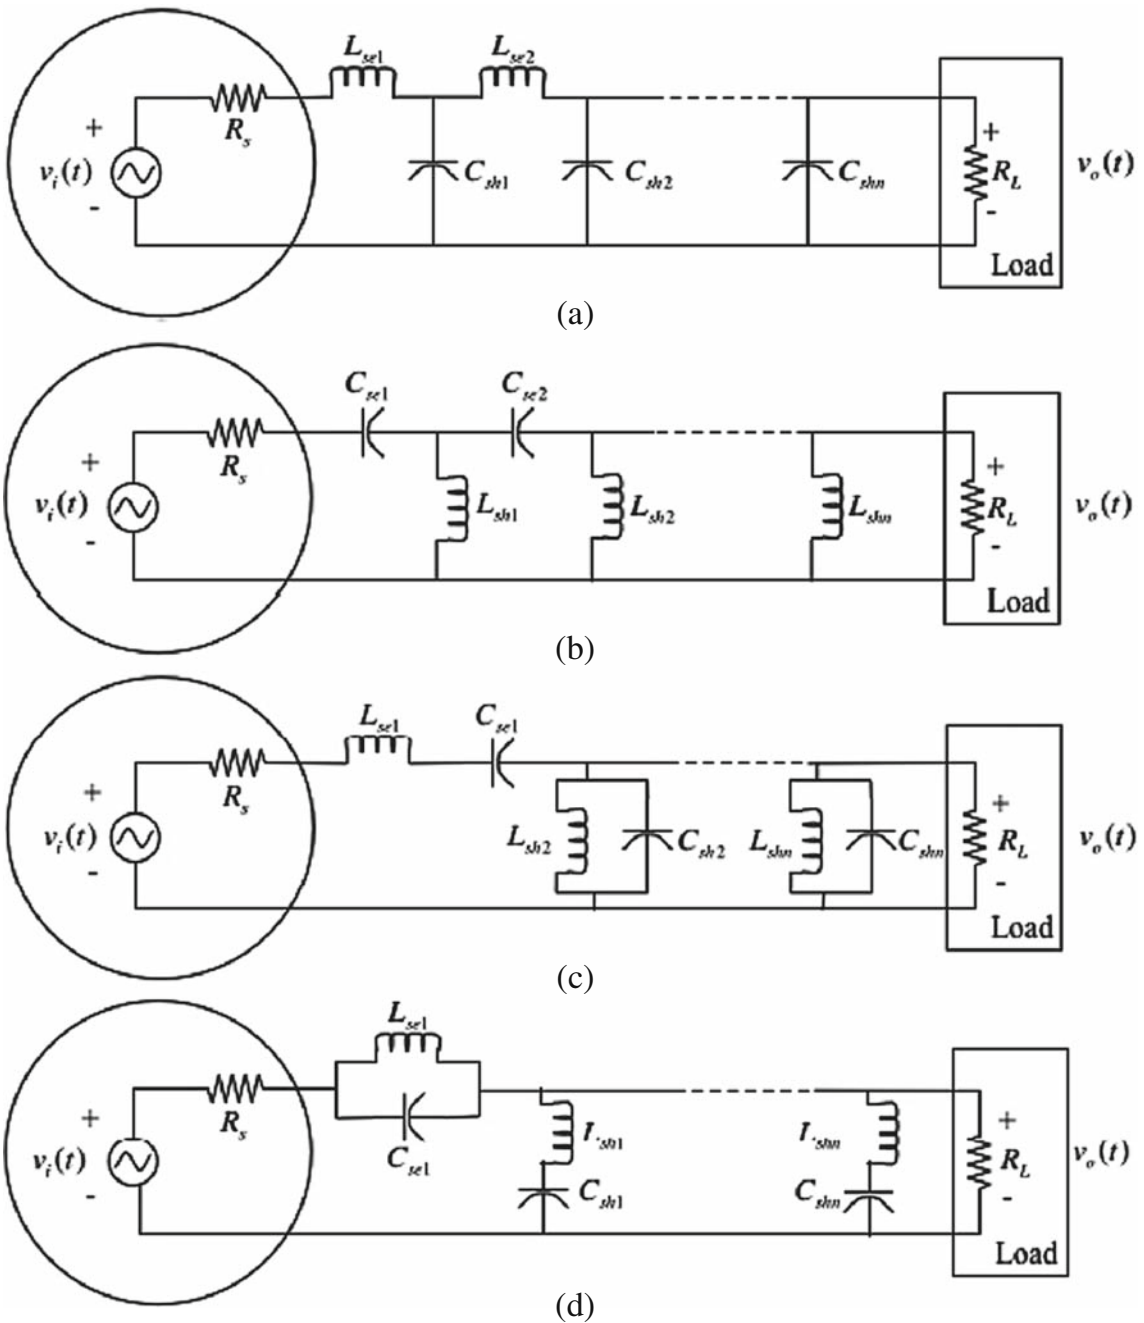 L_se1 L_se2
R_s
+ +
v_i(t) C_sh1 C_sh2 C_shn R_L v_o(t)
- -
Load
(a)
C_se1 C_se2
R_s
+ +
v_i(t) L_sh1 L_sh2 L_shn R_L v_o(t)
- -
Load
(b)
L_se1 C_se1
R_s
+ +
v_i(t) L_sh2 C_sh2 L_shn C_shn R_L v_o(t)
- -
Load
(c)
L_se1
R_s
+ +
C_se1 L_sh1 L_shn
v_i(t) R_L v_o(t)
- C_sh1 C_shn -
Load
(d)